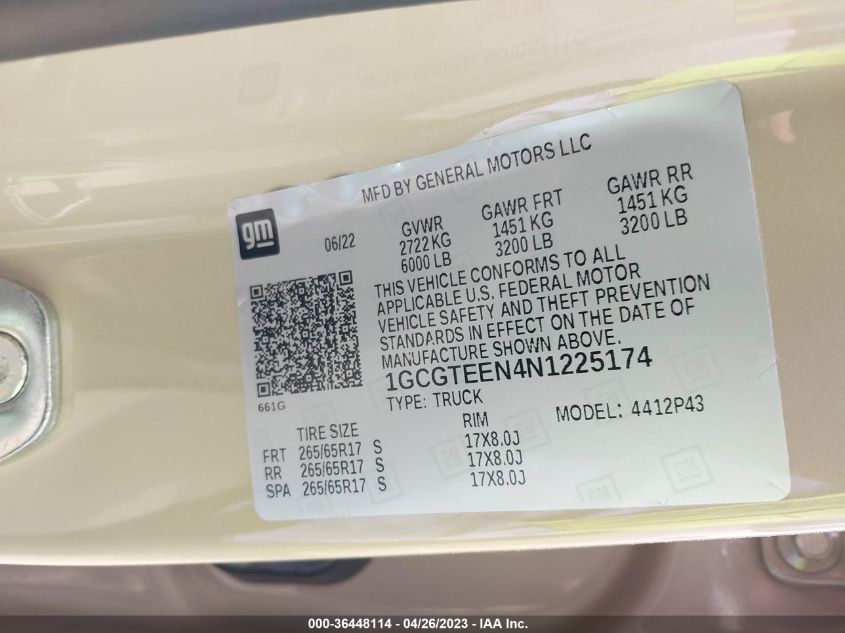 MFD BY GENERAL MOTORS LLC
gm
06/22
GVWR GAWR FRT GAWR RR
2722 KG 1451 KG 1451 KG
6000 LB 3200 LB 3200 LB
THIS VEHICLE CONFORMS TO ALL
APPLICABLE U.S. FEDERAL MOTOR
VEHICLE SAFETY AND THEFT PREVENTION
STANDARDS IN EFFECT ON THE DATE OF
MANUFACTURE SHOWN ABOVE.
1GCGTEEN4N1225174
661G
TYPE: TRUCK MODEL: 4412P43
TIRE SIZE RIM
FRT 265/65R17 S 17X8.0J
RR 265/65R17 S 17X8.0J
SPA 265/65R17 S 17X8.0J
000-36448114 - 04/26/2023 - IAA Inc.